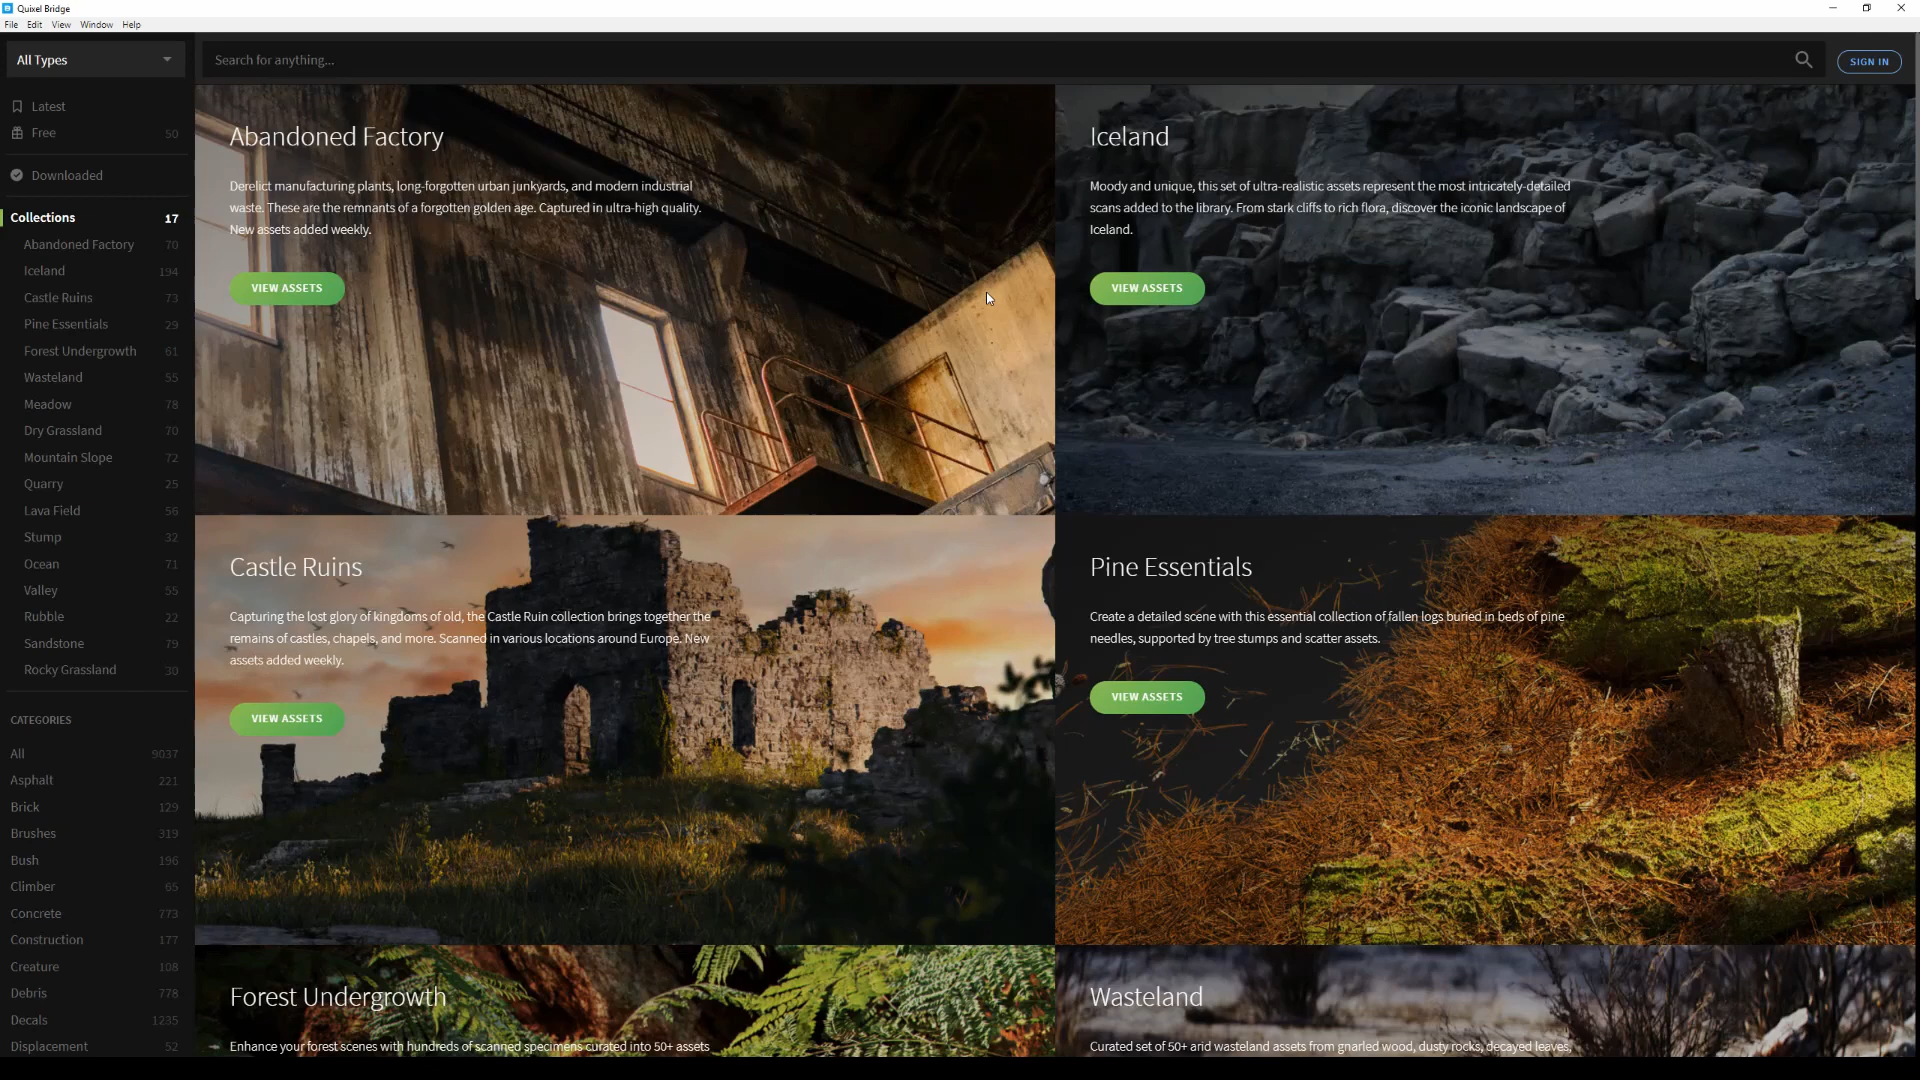 Quixel Bridge
File Edit View Window Help
All Types
Search for anything...
SIGN IN
Latest
Free 50
Downloaded
Collections 17
Abandoned Factory 70
Iceland 194
Castle Ruins 73
Pine Essentials 29
Forest Undergrowth 61
Wasteland 55
Meadow 78
Dry Grassland 70
Mountain Slope 72
Quarry 25
Lava Field 56
Stump 32
Ocean 71
Valley 55
Rubble 22
Sandstone 79
Rocky Grassland 30
CATEGORIES
All 9037
Asphalt 221
Brick 129
Brushes 319
Bush 196
Climber 65
Concrete 773
Construction 177
Creature 108
Debris 778
Decals 1235
Displacement 52
Abandoned Factory
Derelict manufacturing plants, long-forgotten urban junkyards, and modern industrial
waste. These are the remnants of a forgotten golden age. Captured in ultra-high quality.
New assets added weekly.
VIEW ASSETS
Iceland
Moody and unique, this set of ultra-realistic assets represent the most intricately-detailed
scans added to the library. From stark cliffs to rich flora, discover the iconic landscape of
Iceland.
VIEW ASSETS
Castle Ruins
Capturing the lost glory of kingdoms of old, the Castle Ruin collection brings together the
remains of castles, chapels, and more. Scanned in various locations around Europe. New
assets added weekly.
VIEW ASSETS
Pine Essentials
Create a detailed scene with this essential collection of fallen logs buried in beds of pine
needles, supported by tree stumps and scatter assets.
VIEW ASSETS
Forest Undergrowth
Enhance your forest scenes with hundreds of scanned specimens curated into 50+ assets
Wasteland
Curated set of 50+ arid wasteland assets from gnarled wood, dusty rocks, decayed leaves,